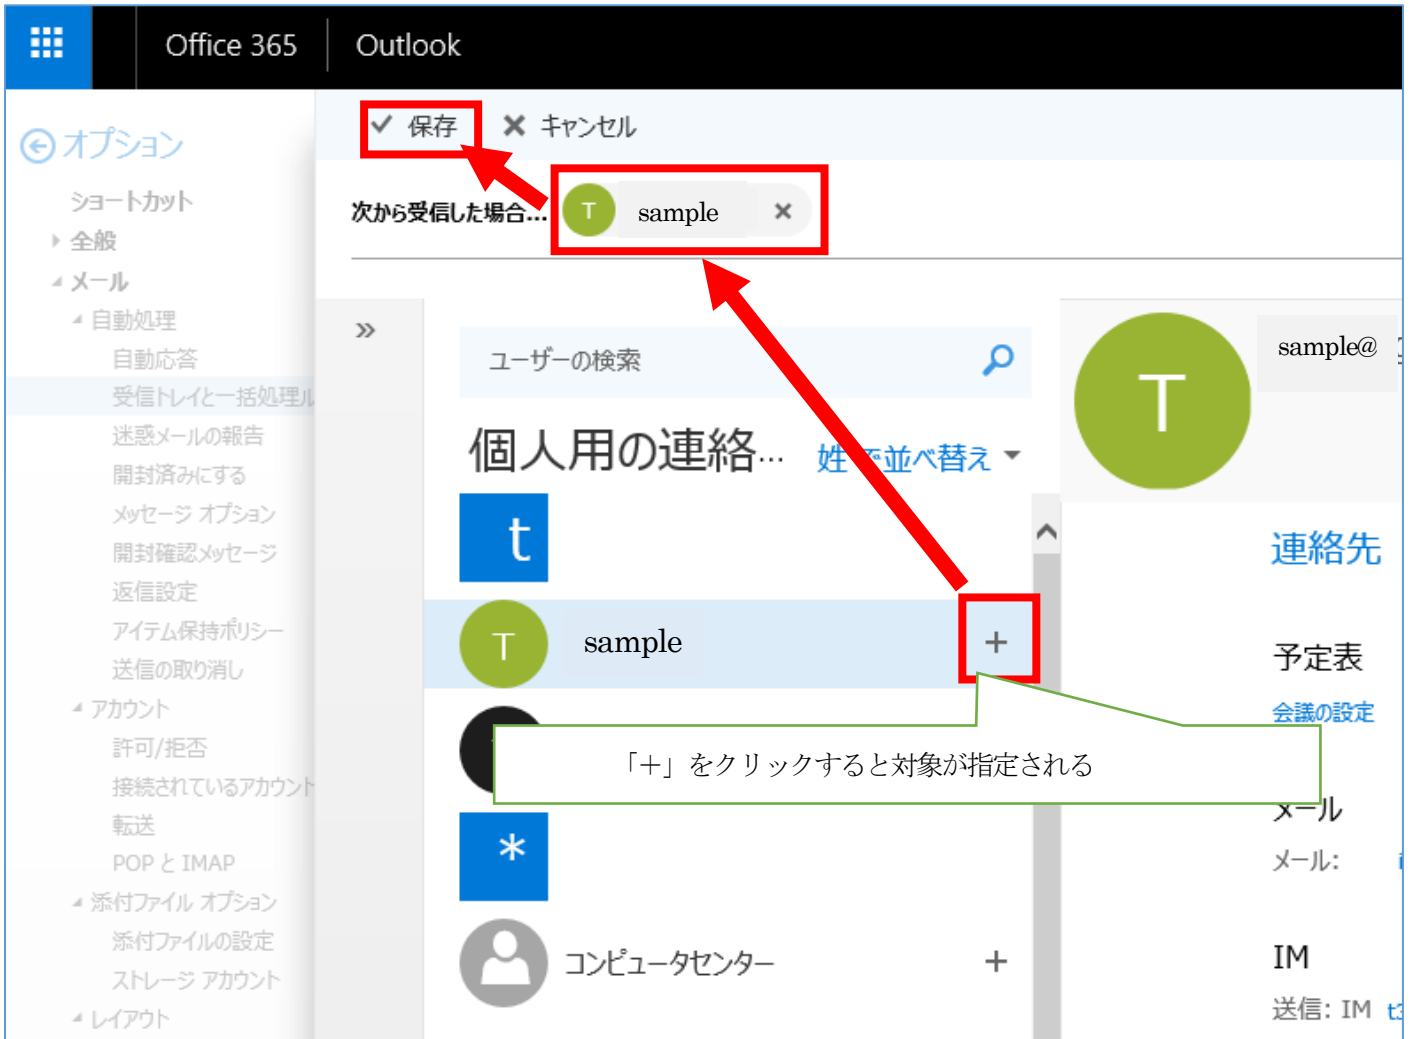 Office 365
Outlook
保存
キャンセル
オプション
ショートカット
全般
メール
自動処理
自動応答
受信トレイと一括処理ル
迷惑メールの報告
開封済みにする
メッセージ オプション
開封確認メッセージ
返信設定
アイテム保持ポリシー
送信の取り消し
アカウント
許可/拒否
接続されているアカウント
転送
POP と IMAP
添付ファイル オプション
添付ファイルの設定
ストレージ アカウント
レイアウト
次から受信した場合...
T
sample
»
ユーザーの検索
個人用の連絡...
姓で並べ替え
t
T
sample
+
「＋」をクリックすると対象が指定される
*
コンピュータセンター
+
T
sample@
連絡先
予定表
会議の設定
メール
メール:
IM
送信: IM